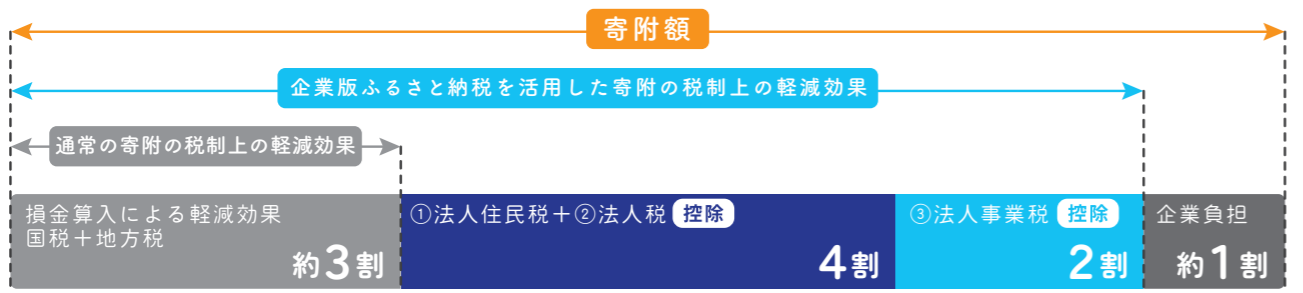 寄附額
企業版ふるさと納税を活用した寄附の税制上の軽減効果
通常の寄附の税制上の軽減効果
損金算入による軽減効果
国税＋地方税
約3割
①法人住民税＋②法人税 控除
4割
③法人事業税 控除
2割
企業負担
約1割